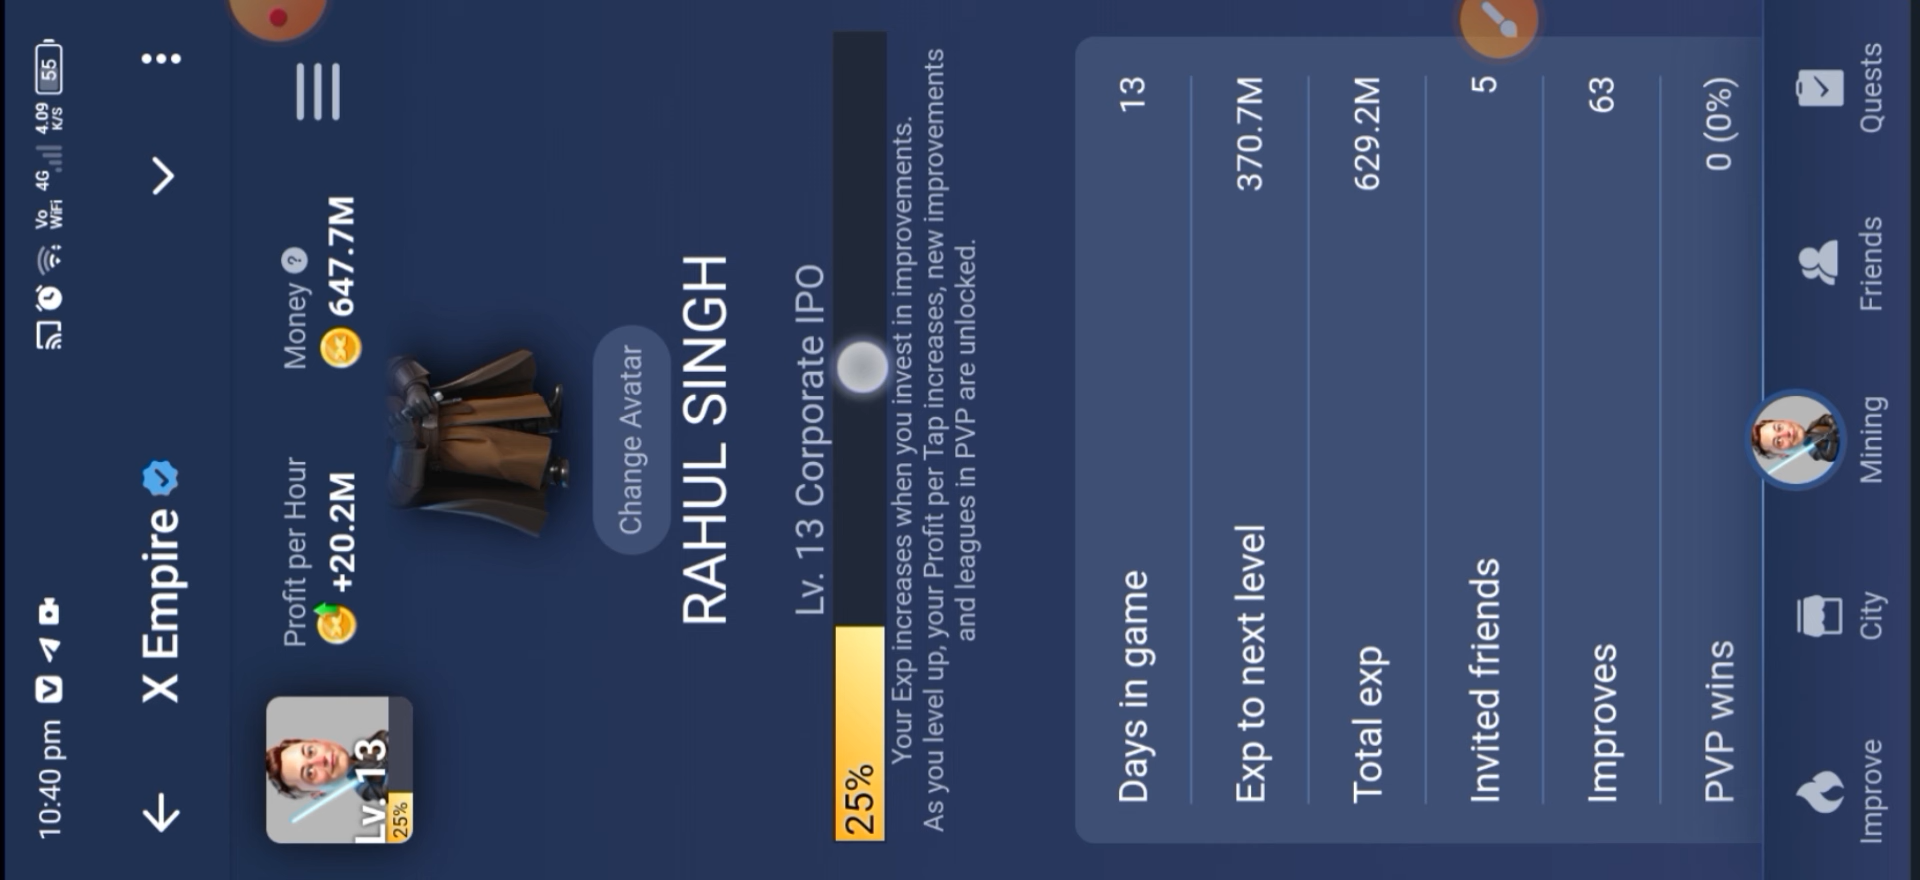 10:40 pm
4G 4.09 K/S
Vo WiFi
55
X Empire
Lv. 13
25%
Profit per Hour
+20.2M
Money ?
647.7M
Change Avatar
RAHUL SINGH
Lv. 13 Corporate IPO
25%
Your Exp increases when you invest in improvements.
As you level up, your Profit per Tap increases, new improvements
and leagues in PVP are unlocked.
Days in game 13
Exp to next level 370.7M
Total exp 629.2M
Invited friends 5
Improves 63
PVP wins 0 (0%)
Improve City Mining Friends Quests